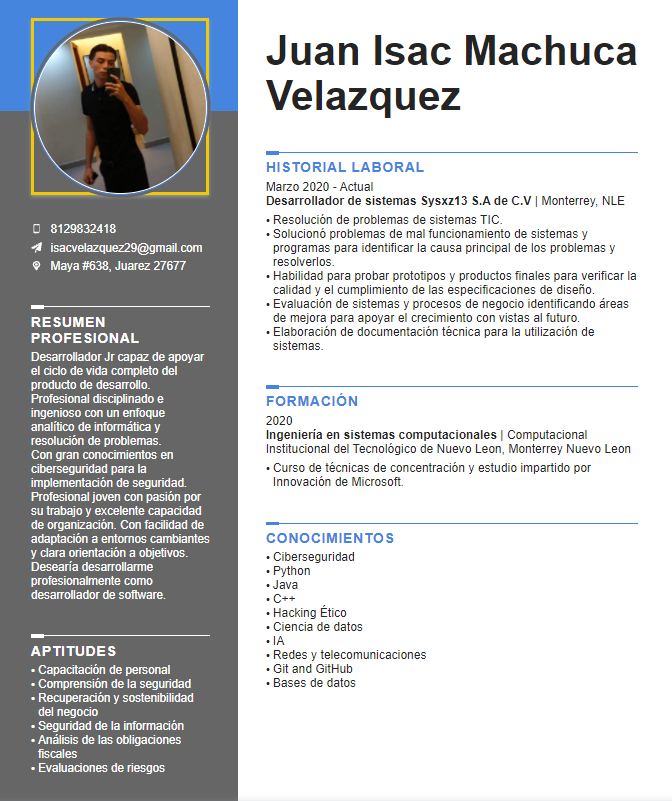 Juan Isac Machuca
Velazquez
8129832418
isacvelazquez29@gmail.com
Maya #638, Juarez 27677
RESUMEN
PROFESIONAL
Desarrollador Jr capaz de apoyar
el ciclo de vida completo del
producto de desarrollo.
Profesional disciplinado e
ingenioso con un enfoque
analítico de informática y
resolución de problemas.
Con gran conocimientos en
ciberseguridad para la
implementación de seguridad.
Profesional joven con pasión por
su trabajo y excelente capacidad
de organización. Con facilidad de
adaptación a entornos cambiantes
y clara orientación a objetivos.
Desearía desarrollarme
profesionalmente como
desarrollador de software.
APTITUDES
• Capacitación de personal
• Comprensión de la seguridad
• Recuperación y sostenibilidad
del negocio
• Seguridad de la información
• Análisis de las obligaciones
fiscales
• Evaluaciones de riesgos
HISTORIAL LABORAL
Marzo 2020 - Actual
Desarrollador de sistemas Sysxz13 S.A de C.V | Monterrey, NLE
• Resolución de problemas de sistemas TIC.
• Solucionó problemas de mal funcionamiento de sistemas y
programas para identificar la causa principal de los problemas y
resolverlos.
• Habilidad para probar prototipos y productos finales para verificar la
calidad y el cumplimiento de las especificaciones de diseño.
• Evaluación de sistemas y procesos de negocio identificando áreas
de mejora para apoyar el crecimiento con vistas al futuro.
• Elaboración de documentación técnica para la utilización de
sistemas.
FORMACIÓN
2020
Ingeniería en sistemas computacionales | Computacional
Institucional del Tecnológico de Nuevo Leon, Monterrey Nuevo Leon
• Curso de técnicas de concentración y estudio impartido por
Innovación de Microsoft.
CONOCIMIENTOS
• Ciberseguridad
• Python
• Java
• C++
• Hacking Ético
• Ciencia de datos
• IA
• Redes y telecomunicaciones
• Git and GitHub
• Bases de datos